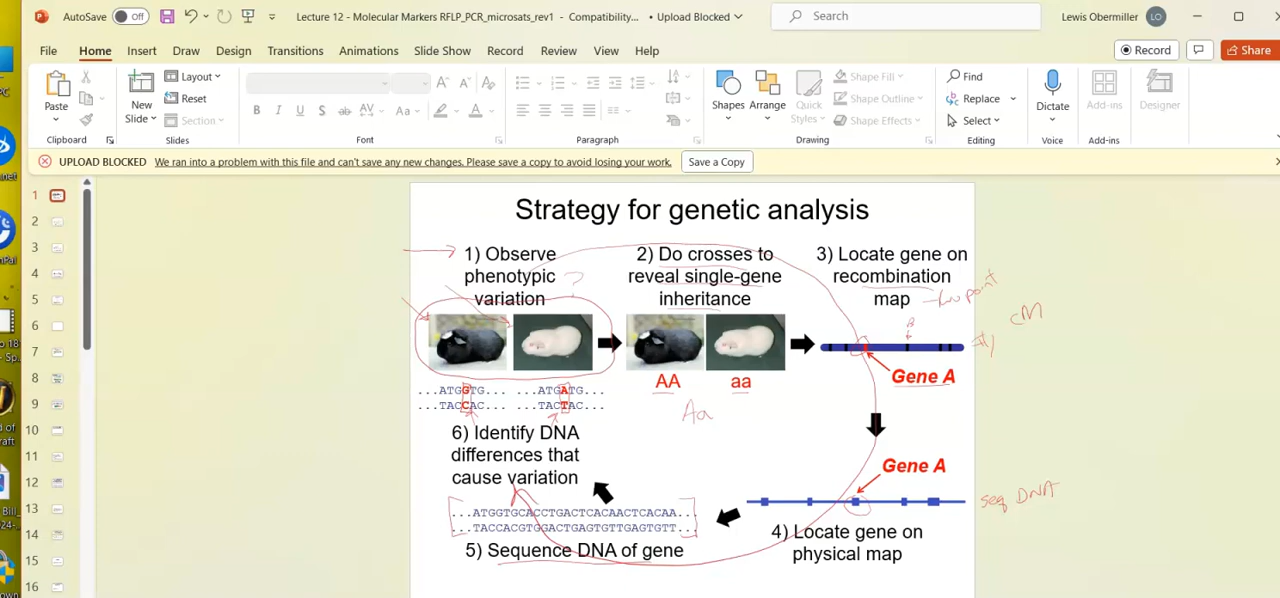 AutoSave Off Lecture 12 - Molecular Markers RFLP_PCR_microsats_rev1 - Compatibility... • Upload Blocked Search Lewis Obermiller LO
File Home Insert Draw Design Transitions Animations Slide Show Record Review View Help Record Share
PC
Paste
New
Slide
Layout
Reset
Section
B I U S ab AV Aa A
Shapes
Arrange
Quick
Styles
Shape Fill
Shape Outline
Shape Effects
Find
Replace
Select
Dictate
Add-ins
Designer
Clipboard Slides Font Paragraph Drawing Editing Voice Add-ins
UPLOAD BLOCKED We ran into a problem with this file and can't save any new changes. Please save a copy to avoid losing your work. Save a Copy
1
2
3
4
5
6
7
8
9
10
11
12
13
14
15
16
Strategy for genetic analysis
1) Observe
phenotypic
variation
?
2) Do crosses to
reveal single-gene
inheritance
3) Locate gene on
recombination
map
cM
B
Gene A
AA
aa
Aa
...ATGGTG...
TACCAC...
...ATGATG...
...TACTAC...
6) Identify DNA
differences that
cause variation
Gene A
seq DNA
4) Locate gene on
physical map
...ATGGTGCACCTGACTCACAACTCACAA...
...TACCACGTGGACTGAGTGTTGAGTGTT...
5) Sequence DNA of gene